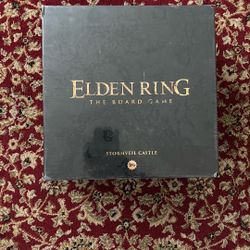 ELDEN RING
THE BOARD GAME
STORMVEIL CASTLE